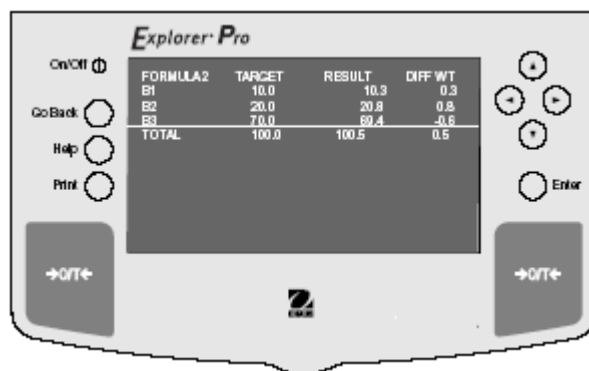 Explorer® Pro
On/Off
FORMULA2 TARGET RESULT DIFF WT
B1 10.0 10.3 0.3
B2 20.0 20.8 0.8
B3 70.0 69.4 -0.6
TOTAL 100.0 100.5 0.5
Go Back
Help
Print
Enter
→O/T←
→O/T←